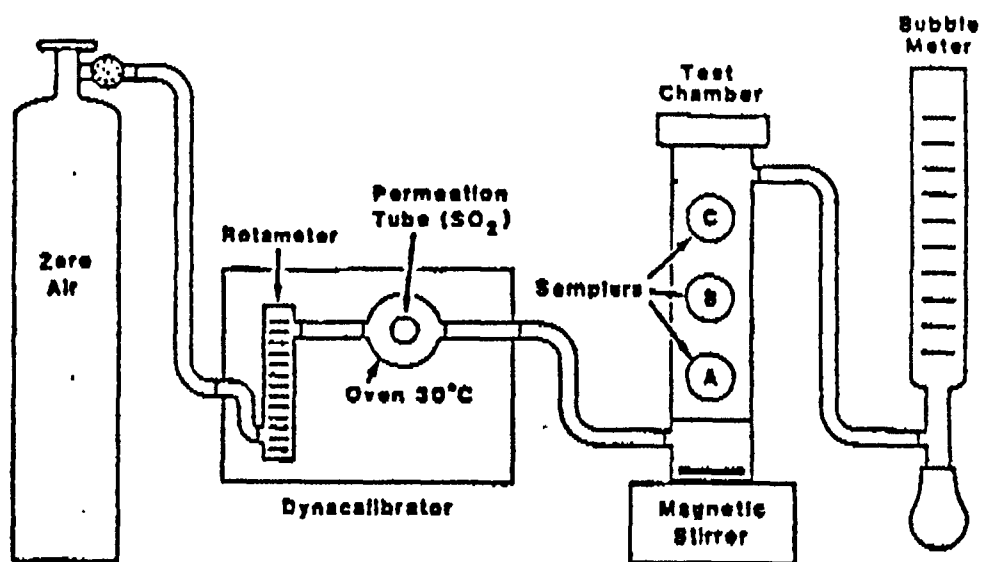 Bubble
Meter
Test
Chamber
Permeation
Tube (SO₂)
Rotameter
Zero
Air
C
Samplers
B
A
Oven 30°C
Dynacalibrator
Magnetic
Stirrer